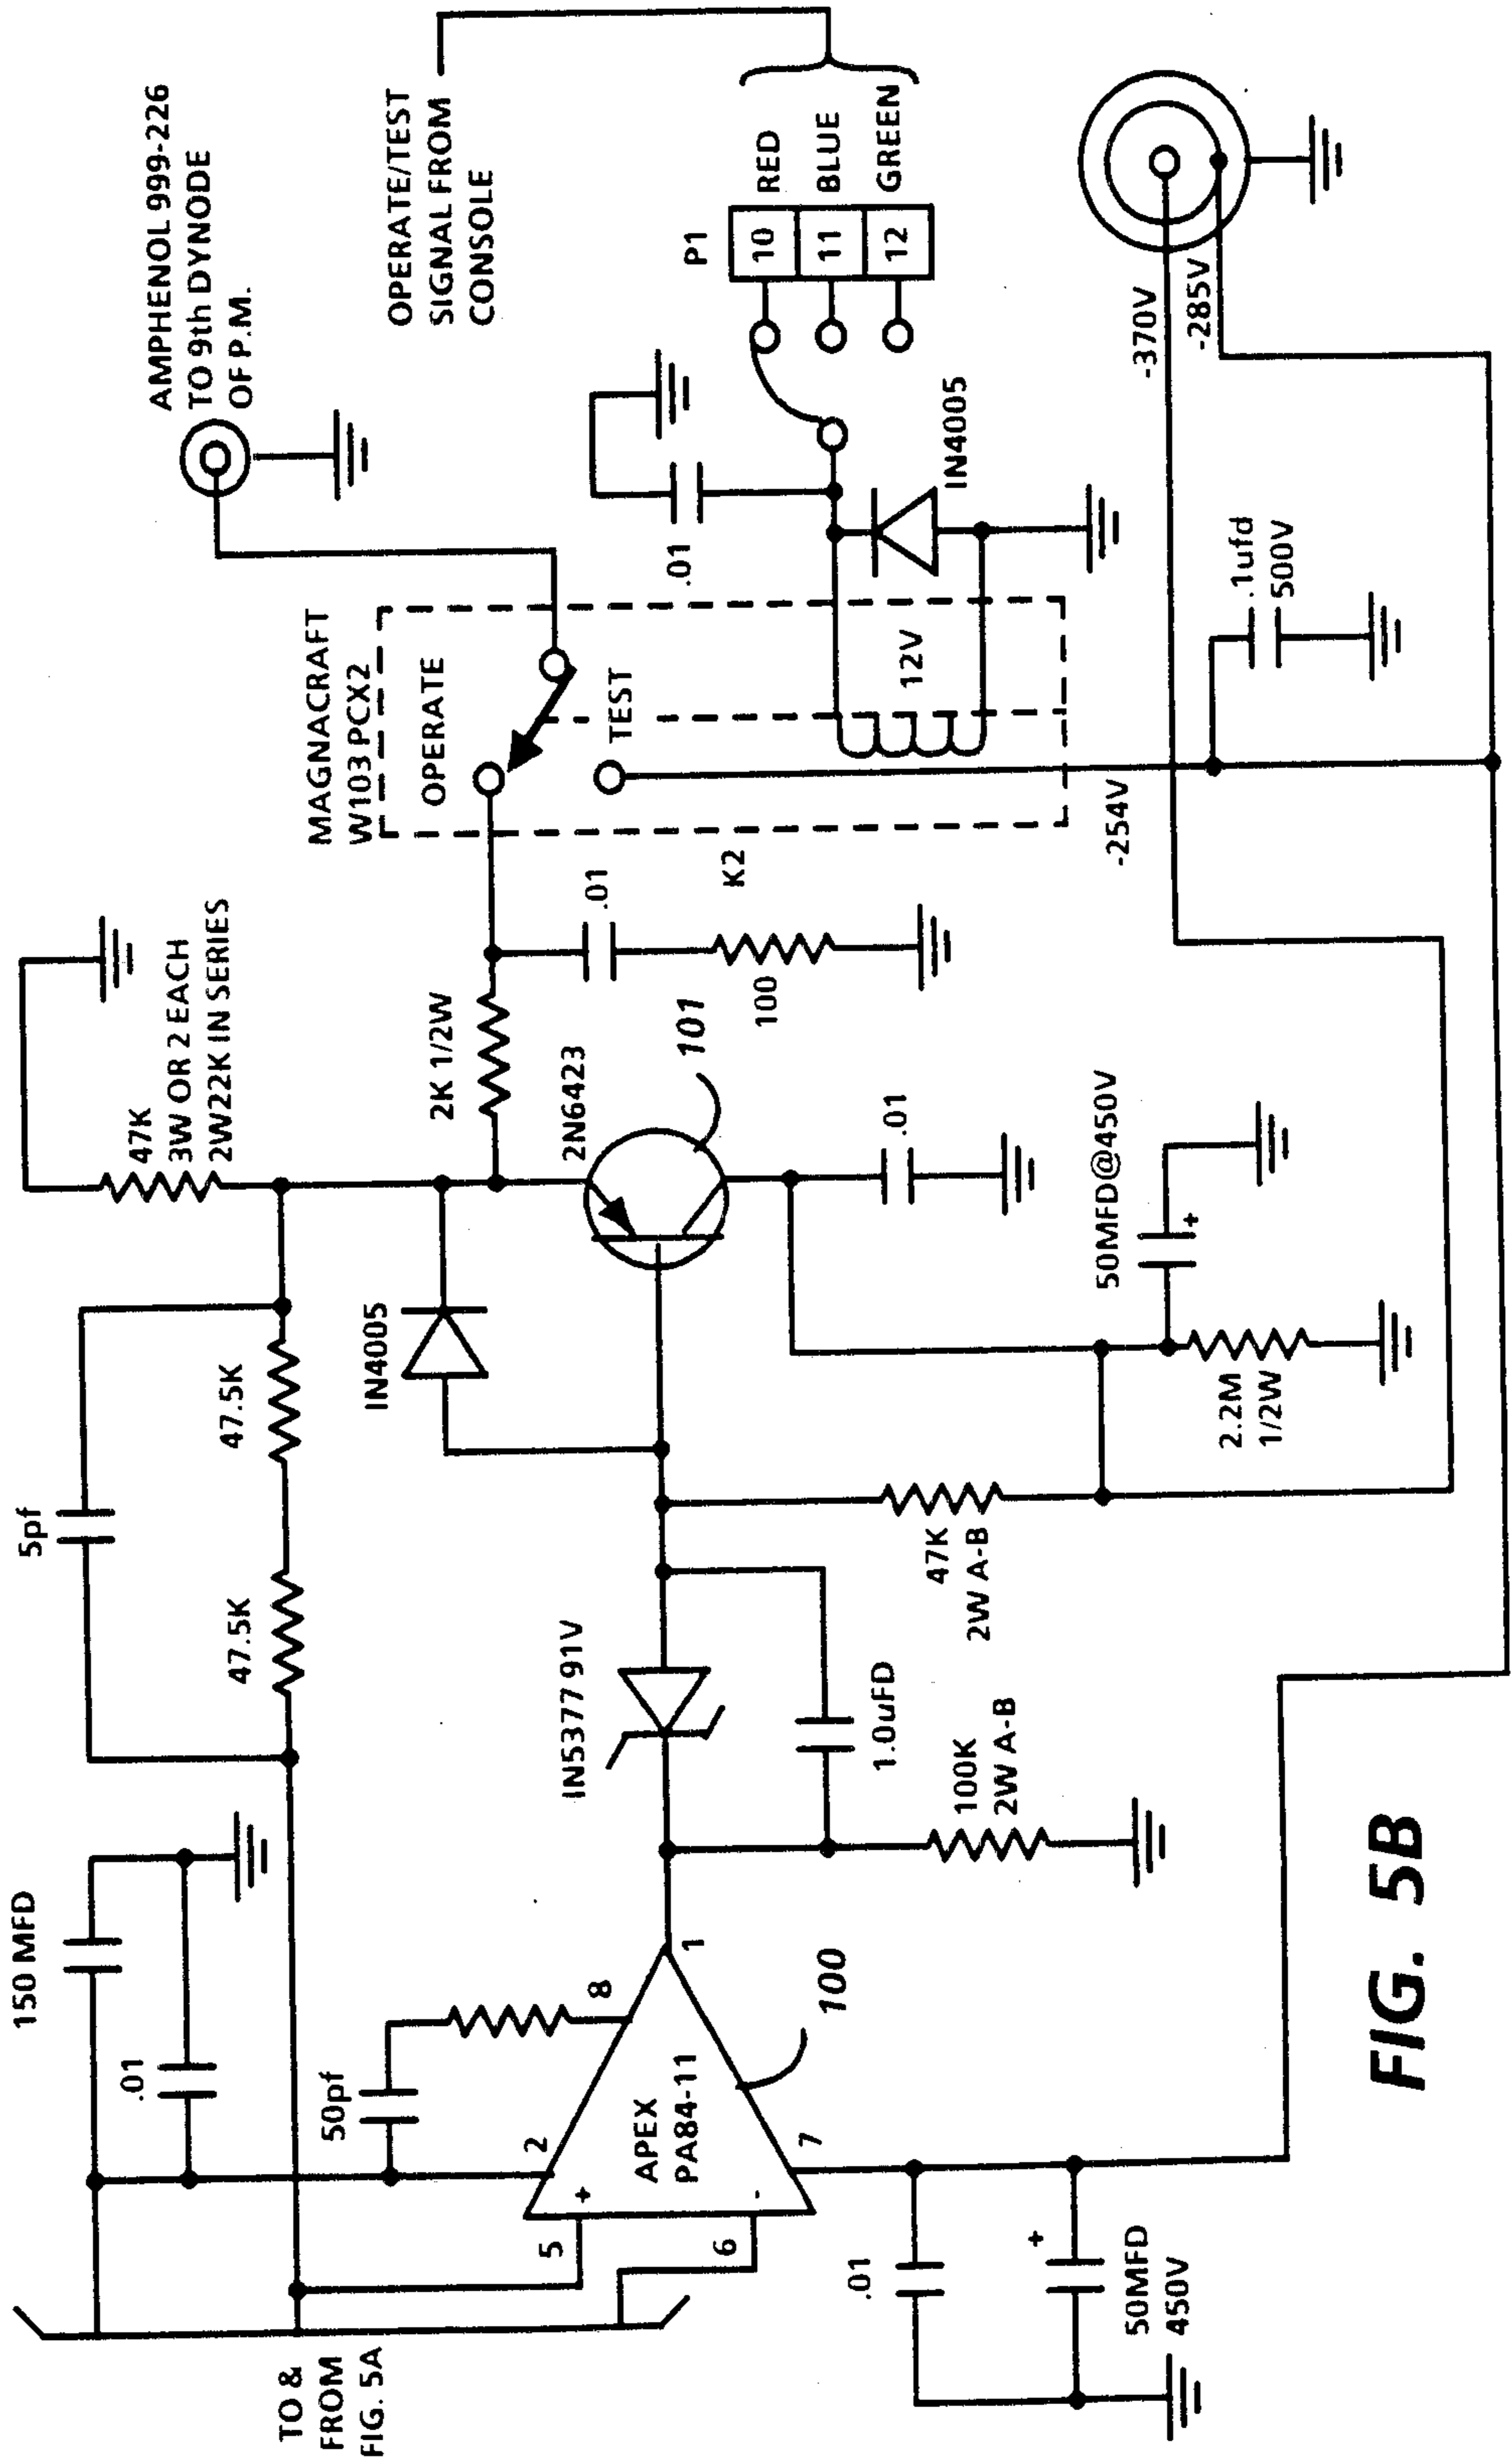 AMPHENOL 999-226
TO 9th DYNODE
OF P.M.
OPERATE/TEST
SIGNAL FROM
CONSOLE
P1
10 RED
11 BLUE
12 GREEN
MAGNACRAFT
W103 PCX2
OPERATE
TEST
12V
.01
IN4005
-370V
-285V
.1ufd
500V
-254V
47K
3W OR 2 EACH
2W22K IN SERIES
2K 1/2W
.01
K2
100
2N6423
101
.01
50MFD@450V
+
2.2M
1/2W
5pf
47.5K
47.5K
IN4005
IN5377 91V
1.0uFD
47K
2W A-B
100K
2W A-B
150 MFD
.01
50pf
8
2
1
APEX
PA84-11
+
-
5
6
7
100
.01
+
50MFD
450V
TO &
FROM
FIG. 5A
FIG. 5B